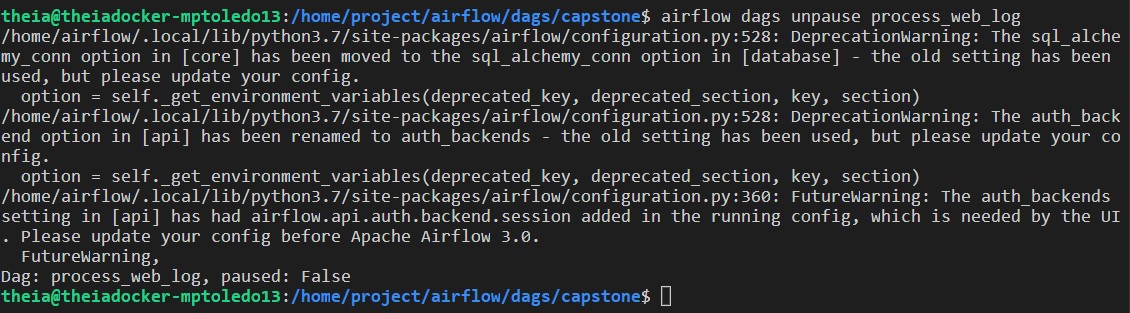 theia@theiadocker-mptoledo13:/home/project/airflow/dags/capstone$ airflow dags unpause process_web_log
/home/airflow/.local/lib/python3.7/site-packages/airflow/configuration.py:528: DeprecationWarning: The sql_alche
my_conn option in [core] has been moved to the sql_alchemy_conn option in [database] - the old setting has been
used, but please update your config.
  option = self._get_environment_variables(deprecated_key, deprecated_section, key, section)
/home/airflow/.local/lib/python3.7/site-packages/airflow/configuration.py:528: DeprecationWarning: The auth_back
end option in [api] has been renamed to auth_backends - the old setting has been used, but please update your co
nfig.
  option = self._get_environment_variables(deprecated_key, deprecated_section, key, section)
/home/airflow/.local/lib/python3.7/site-packages/airflow/configuration.py:360: FutureWarning: The auth_backends
setting in [api] has had airflow.api.auth.backend.session added in the running config, which is needed by the UI
. Please update your config before Apache Airflow 3.0.
  FutureWarning,
Dag: process_web_log, paused: False
theia@theiadocker-mptoledo13:/home/project/airflow/dags/capstone$